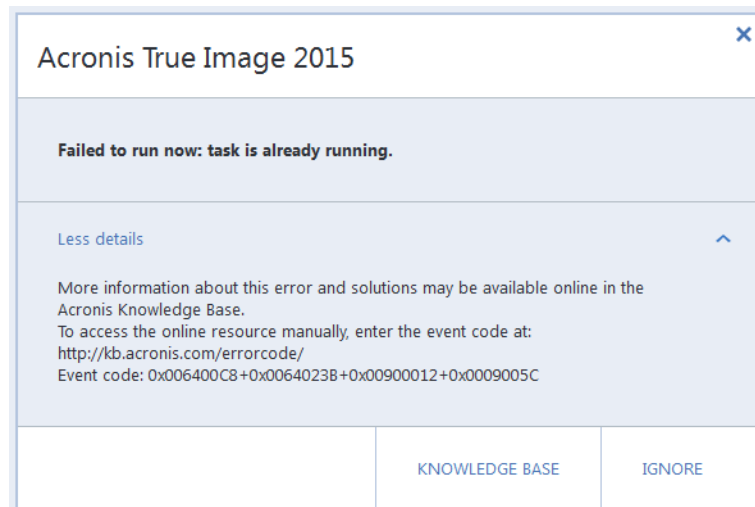 Acronis True Image 2015
Failed to run now: task is already running.
Less details
More information about this error and solutions may be available online in the
Acronis Knowledge Base.
To access the online resource manually, enter the event code at:
http://kb.acronis.com/errorcode/
Event code: 0x006400C8+0x0064023B+0x00900012+0x0009005C
KNOWLEDGE BASE
IGNORE